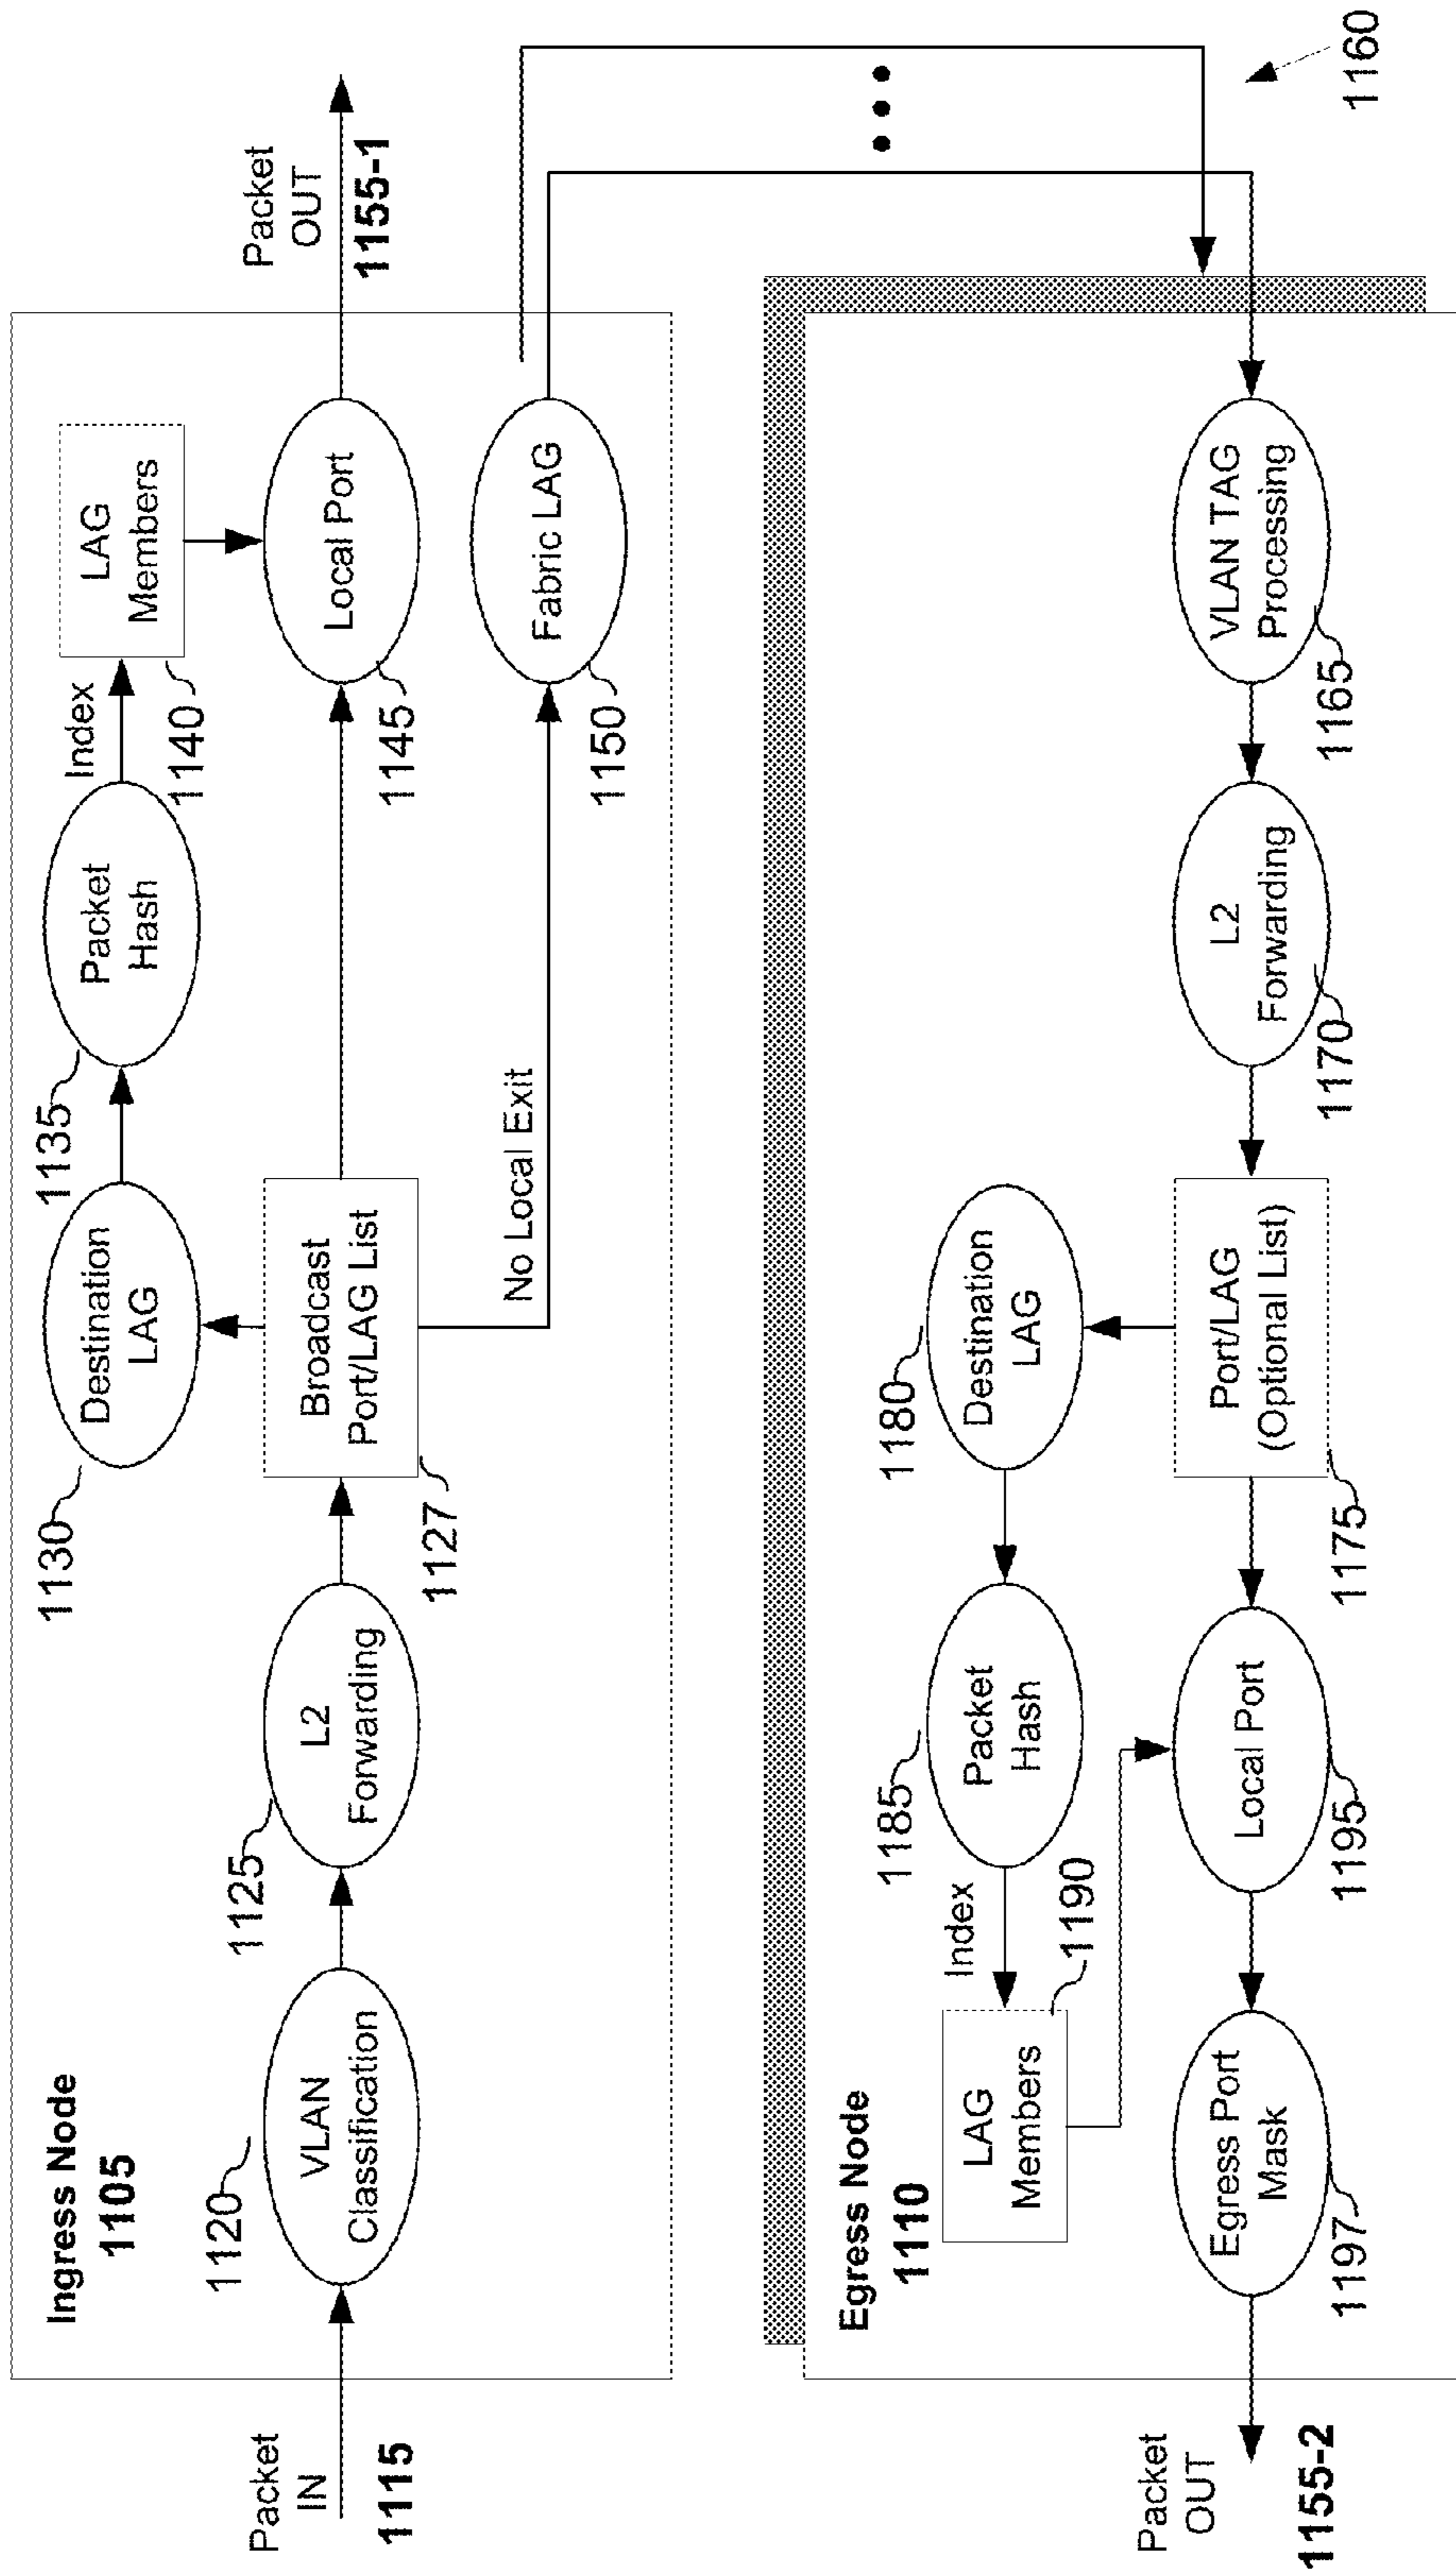 Ingress Node
1105
Packet
IN
1115
1120
VLAN
Classification
1125
L2
Forwarding
1127
Broadcast
Port/LAG List
1130
Destination
LAG
1135
Packet
Hash
Index
1140
LAG
Members
1145
Local Port
No Local Exit
1150
Fabric LAG
Packet
OUT
1155-1
1160
Egress Node
1110
1165
VLAN TAG
Processing
1170
L2
Forwarding
1175
Port/LAG
(Optional List)
1180
Destination
LAG
1185
Packet
Hash
Index
1190
LAG
Members
1195
Local Port
1197
Egress Port
Mask
Packet
OUT
1155-2